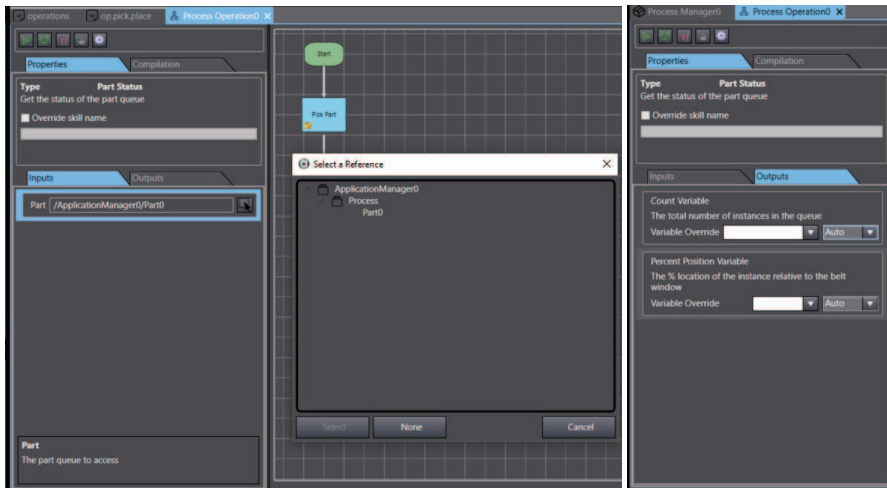 operations
op.pick.place
Process Operation0 X
Properties
Compilation
Type Part Status
Get the status of the part queue
Override skill name
Inputs
Outputs
Part /ApplicationManager0/Part0
Part
The part queue to access
Start
Pick Part
Select a Reference
ApplicationManager0
Process
Part0
Select
None
Cancel
Process Manager0
Process Operation0 X
Properties
Compilation
Type Part Status
Get the status of the part queue
Override skill name
Inputs
Outputs
Count Variable
The total number of instances in the queue
Variable Override Auto
Percent Position Variable
The % location of the instance relative to the belt
window
Variable Override Auto